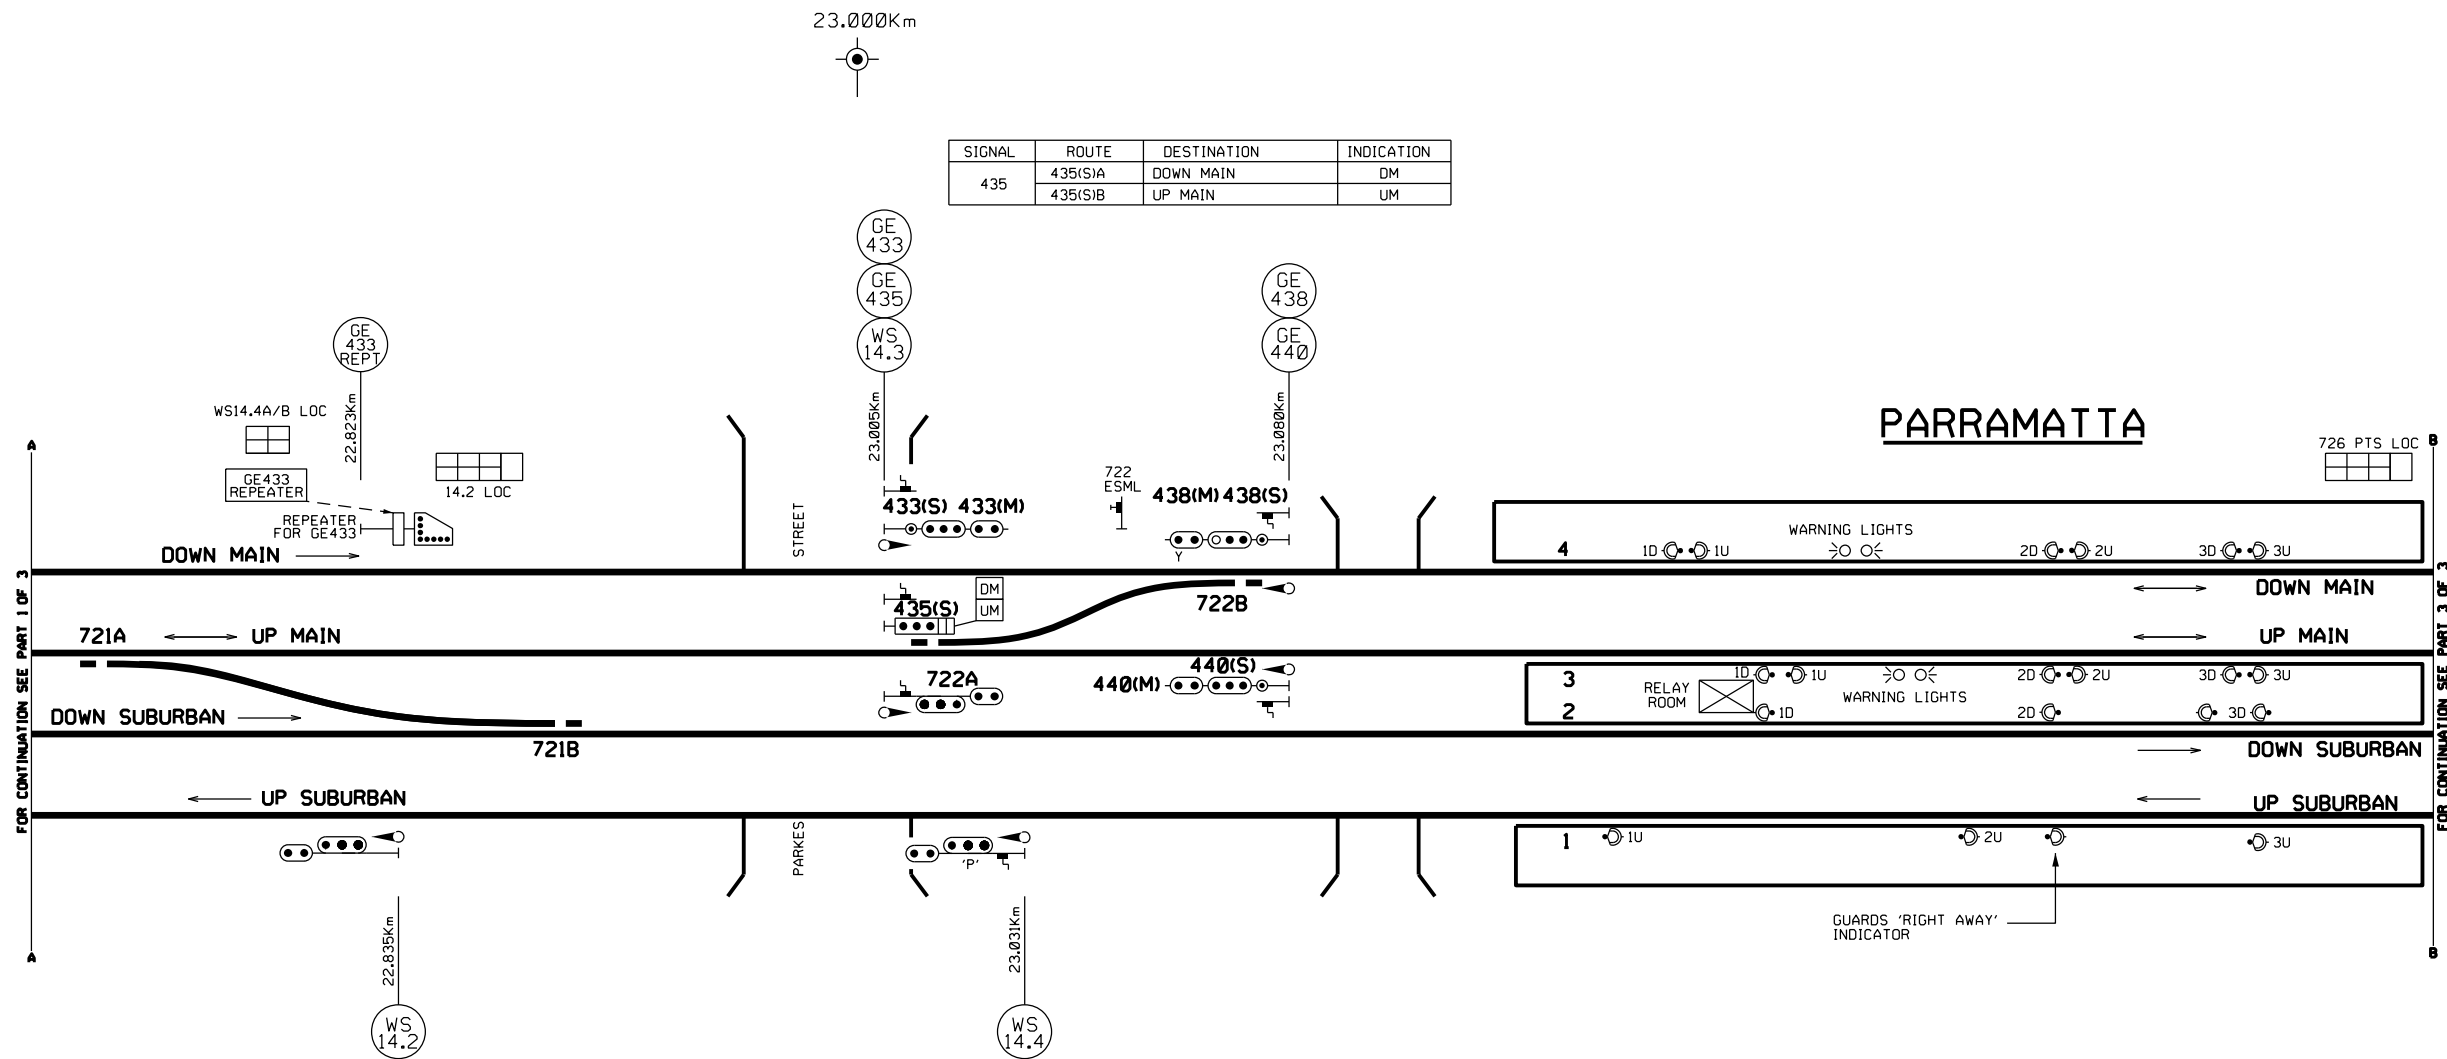 23.000Km
SIGNAL ROUTE DESTINATION INDICATION
435 435(S)A DOWN MAIN DM
435(S)B UP MAIN UM
GE
433
GE
435
WS
14.3
GE
438
GE
440
GE
433
REPT
22.823Km
23.005Km
23.080Km
WS14.4A/B LOC
GE433
REPEATER
14.2 LOC
REPEATER
FOR GE433
PARRAMATTA
726 PTS LOC
A
B
722
ESML
433(S) 433(M)
438(M) 438(S)
Y
STREET
DOWN MAIN
WARNING LIGHTS
4 1D 1U 2D 2U 3D 3U
DM
UM
435(S)
722B
DOWN MAIN
721A UP MAIN
UP MAIN
440(S)
440(M)
722A
3 1D 1U 2D 2U 3D 3U
RELAY
ROOM
WARNING LIGHTS
2 1D 2D 3D
DOWN SUBURBAN
721B
DOWN SUBURBAN
UP SUBURBAN
UP SUBURBAN
PARKES
'P'
1 1U 2U 3U
GUARDS 'RIGHT AWAY'
INDICATOR
22.835Km
23.031Km
A
B
WS
14.2
WS
14.4
FOR CONTINUATION SEE PART 1 OF 3
FOR CONTINUATION SEE PART 3 OF 3